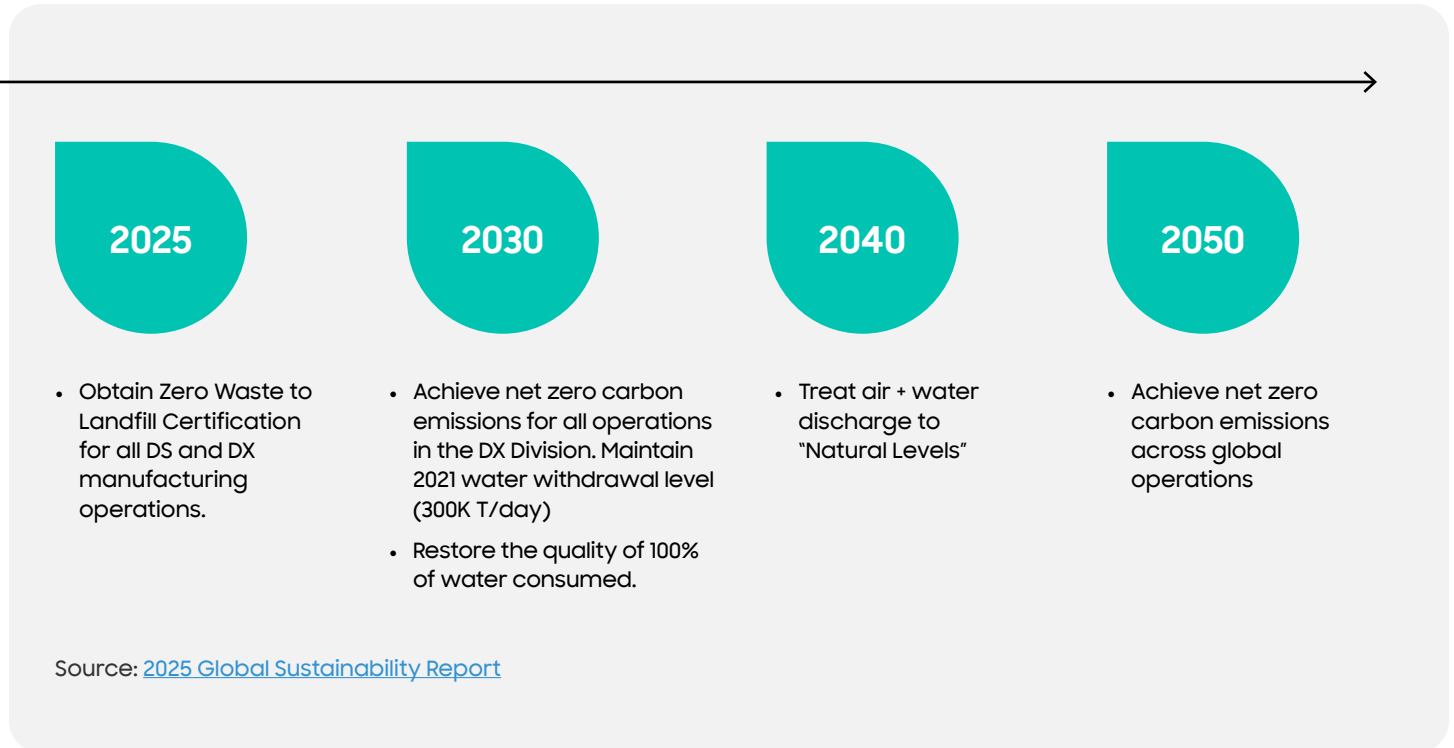 2025
2030
2040
2050
• Obtain Zero Waste to
Landfill Certification
for all DS and DX
manufacturing
operations.
• Achieve net zero carbon
emissions for all operations
in the DX Division. Maintain
2021 water withdrawal level
(300K T/day)
• Restore the quality of 100%
of water consumed.
• Treat air + water
discharge to
“Natural Levels”
• Achieve net zero
carbon emissions
across global
operations
Source: 2025 Global Sustainability Report